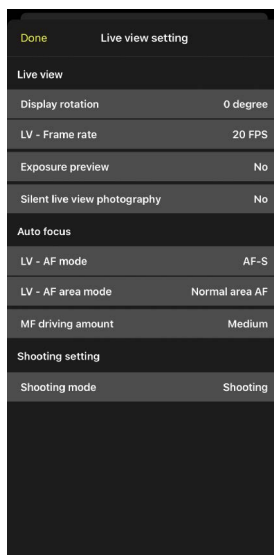 Done Live view setting
Live view
Display rotation 0 degree
LV - Frame rate 20 FPS
Exposure preview No
Silent live view photography No
Auto focus
LV - AF mode AF-S
LV - AF area mode Normal area AF
MF driving amount Medium
Shooting setting
Shooting mode Shooting